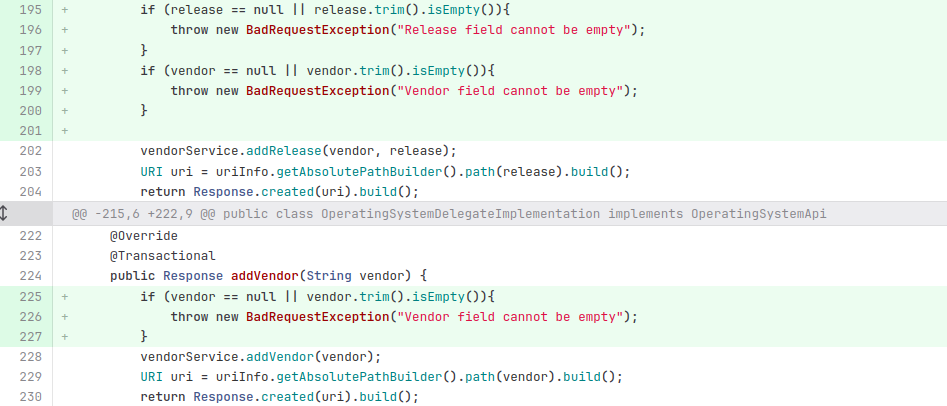 195 + if (release == null || release.trim().isEmpty()){
196 + throw new BadRequestException("Release field cannot be empty");
197 + }
198 + if (vendor == null || vendor.trim().isEmpty()){
199 + throw new BadRequestException("Vendor field cannot be empty");
200 + }
201 +
202 vendorService.addRelease(vendor, release);
203 URI uri = uriInfo.getAbsolutePathBuilder().path(release).build();
204 return Response.created(uri).build();
@@ -215,6 +222,9 @@ public class OperatingSystemDelegateImplementation implements OperatingSystemApi
222 @Override
223 @Transactional
224 public Response addVendor(String vendor) {
225 + if (vendor == null || vendor.trim().isEmpty()){
226 + throw new BadRequestException("Vendor field cannot be empty");
227 + }
228 vendorService.addVendor(vendor);
229 URI uri = uriInfo.getAbsolutePathBuilder().path(vendor).build();
230 return Response.created(uri).build();